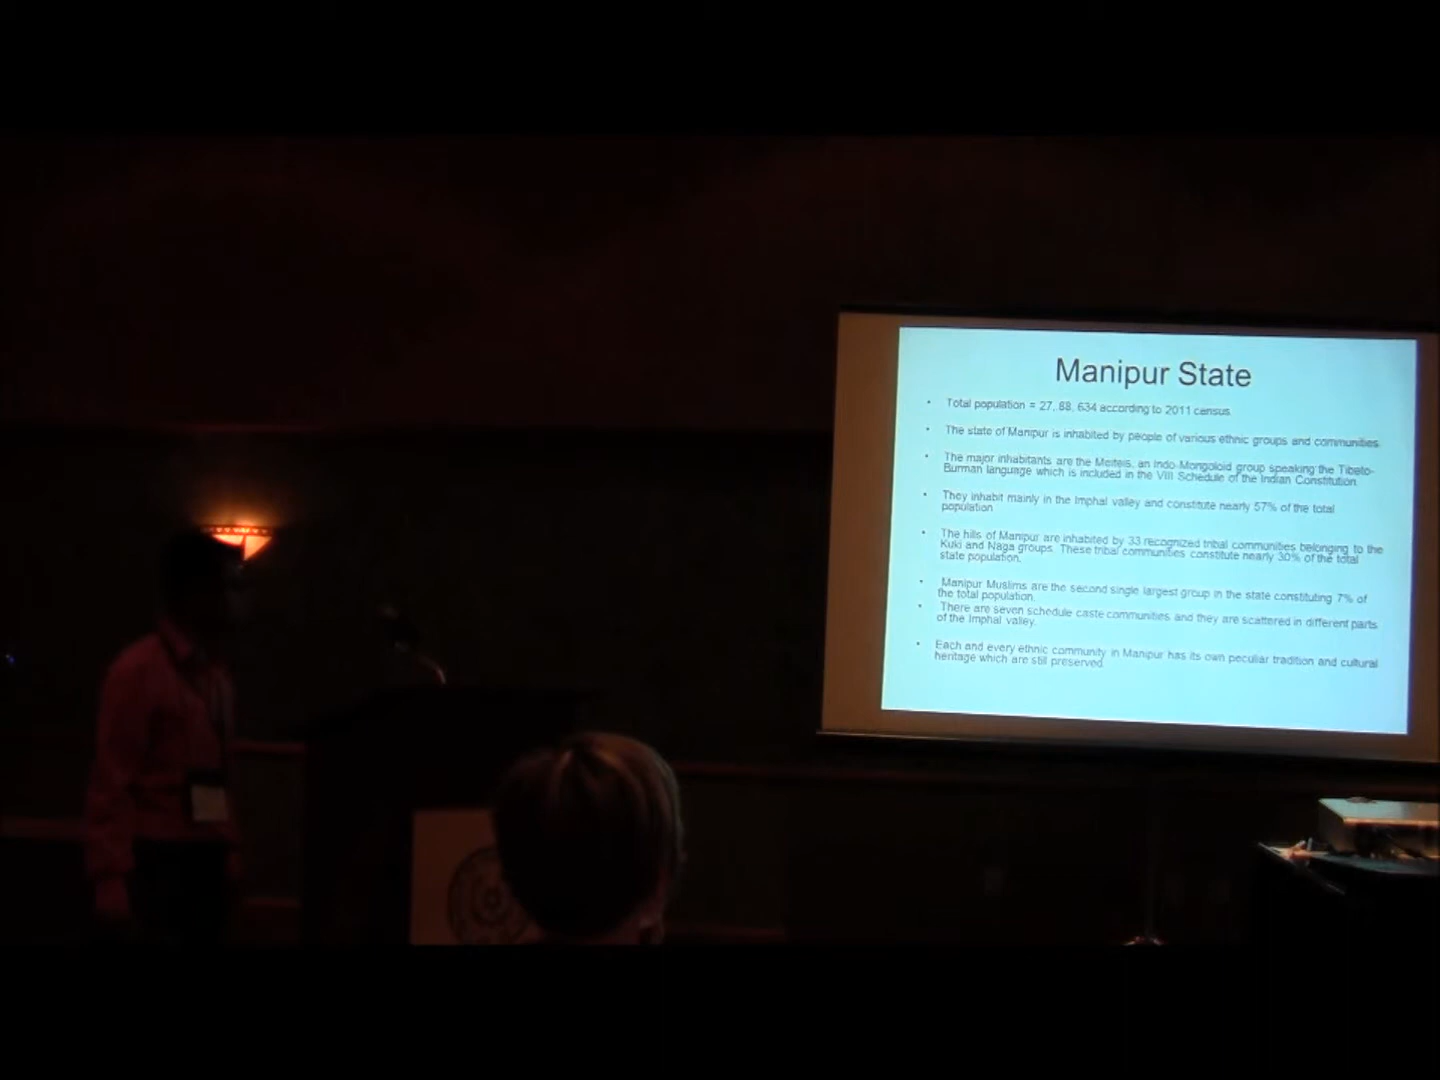 Manipur State
• Total population = 27, 88, 634 according to 2011 census
• The state of Manipur is inhabited by people of various ethnic groups and communities
• The major inhabitants are the Meiteis, an Indo Mongoloid group speaking the Tibeto-
Burman language which is included in the VIII Schedule of the Indian Constitution.
• They inhabit mainly in the Imphal valley and constitute nearly 57% of the total
population
• The hills of Manipur are inhabited by 33 recognized tribal communities belonging to the
Kuki and Naga groups. These tribal communities constitute nearly 30% of the total
state population.
• Manipur Muslims are the second single largest group in the state constituting 7% of
the total population.
• There are seven schedule caste communities and they are scattered in different parts
of the Imphal valley.
• Each and every ethnic community in Manipur has its own peculiar tradition and cultural
heritage which are still preserved